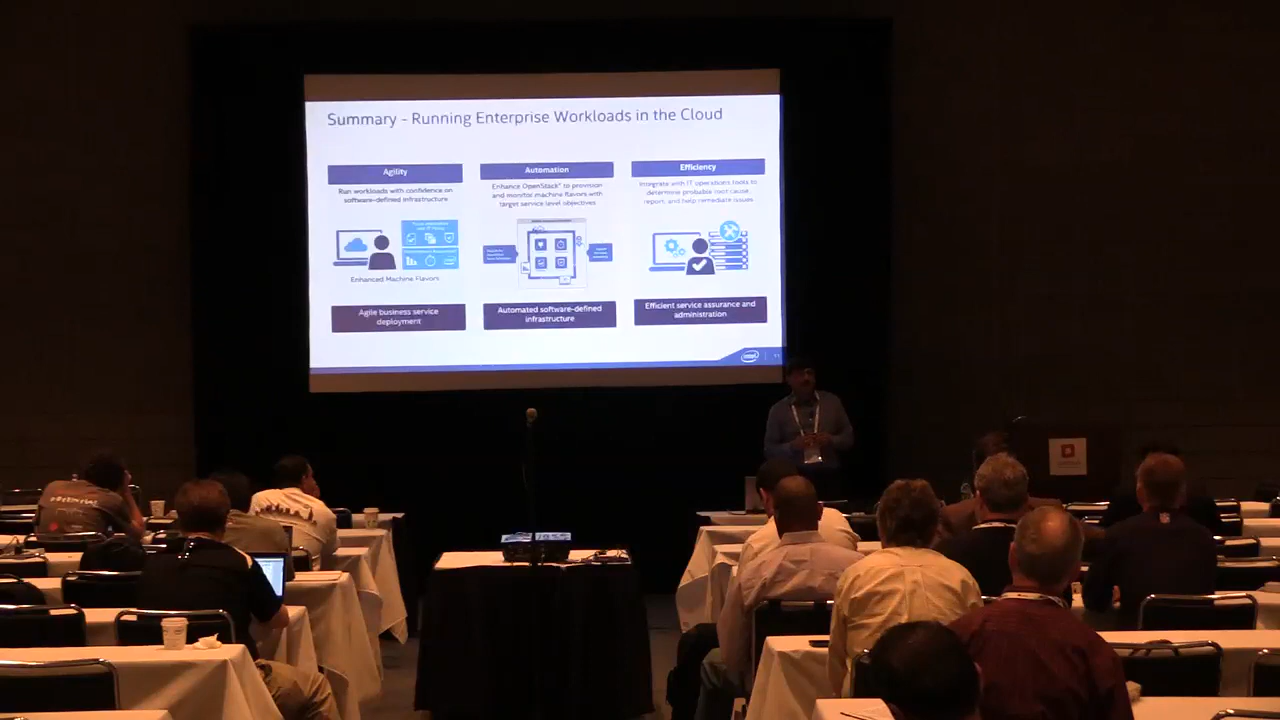 Summary - Running Enterprise Workloads in the Cloud
Agility
Run workloads with confidence on
software-defined infrastructure
Enhanced Machine Flavors
Agile business service
deployment
Automation
Enhance OpenStack* to provision
and monitor machine flavors with
target service level objectives
Automated software-defined
infrastructure
Efficiency
Integrate with IT operations tools to
determine probable root cause,
report, and help remediate issues
Efficient service assurance and
administration
intel